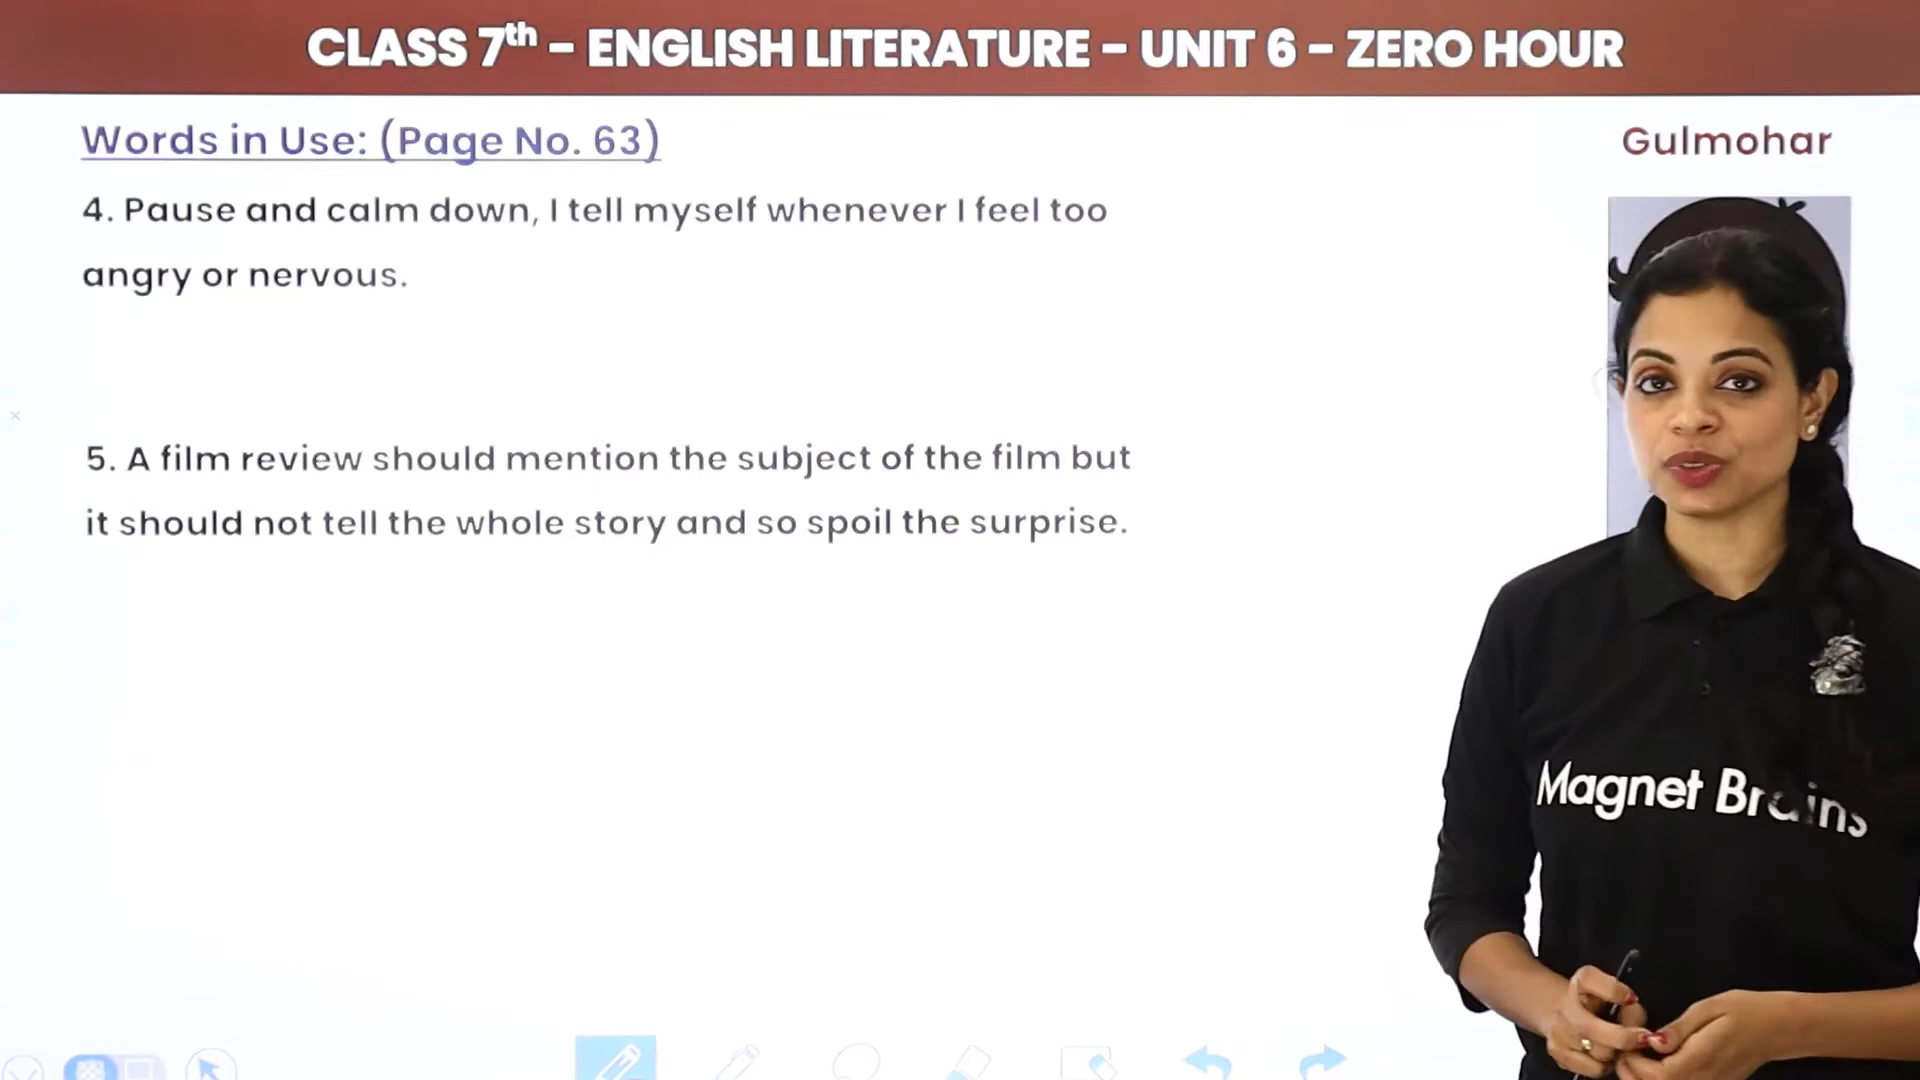 CLASS 7th – ENGLISH LITERATURE – UNIT 6 – ZERO HOUR
Words in Use: (Page No. 63)
Gulmohar
4. Pause and calm down, I tell myself whenever I feel too
angry or nervous.
5. A film review should mention the subject of the film but
it should not tell the whole story and so spoil the surprise.
Magnet Brains